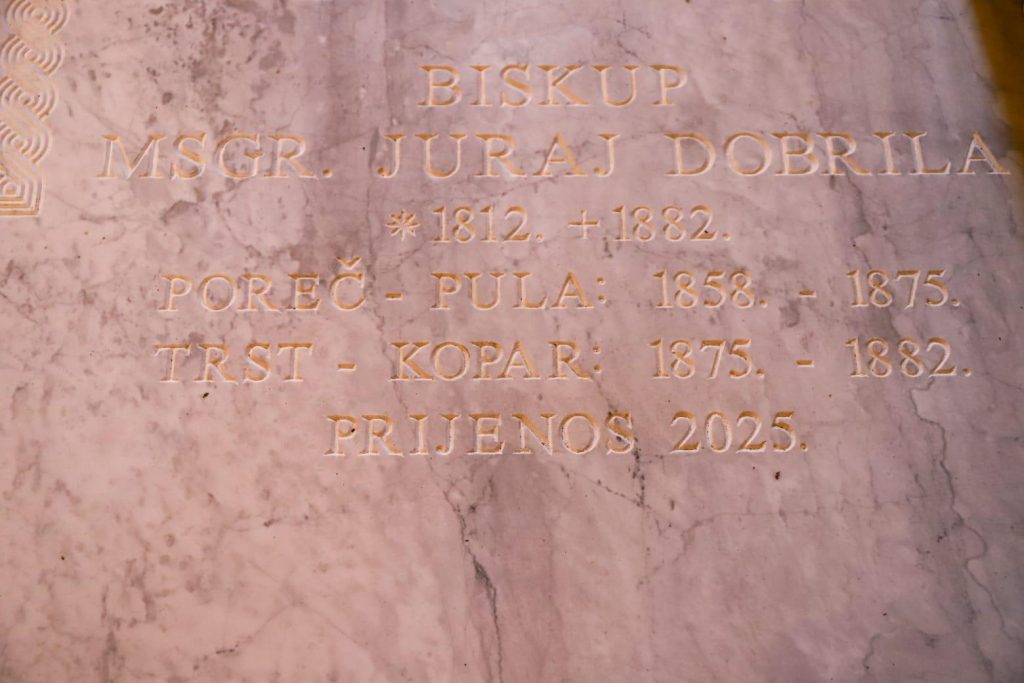 BISKUP
MSGR. JURAJ DOBRILA
*1812. +1882.
POREČ - PULA: 1858. - 1875.
TRST - KOPAR: 1875. - 1882.
PRIJENOS 2025.